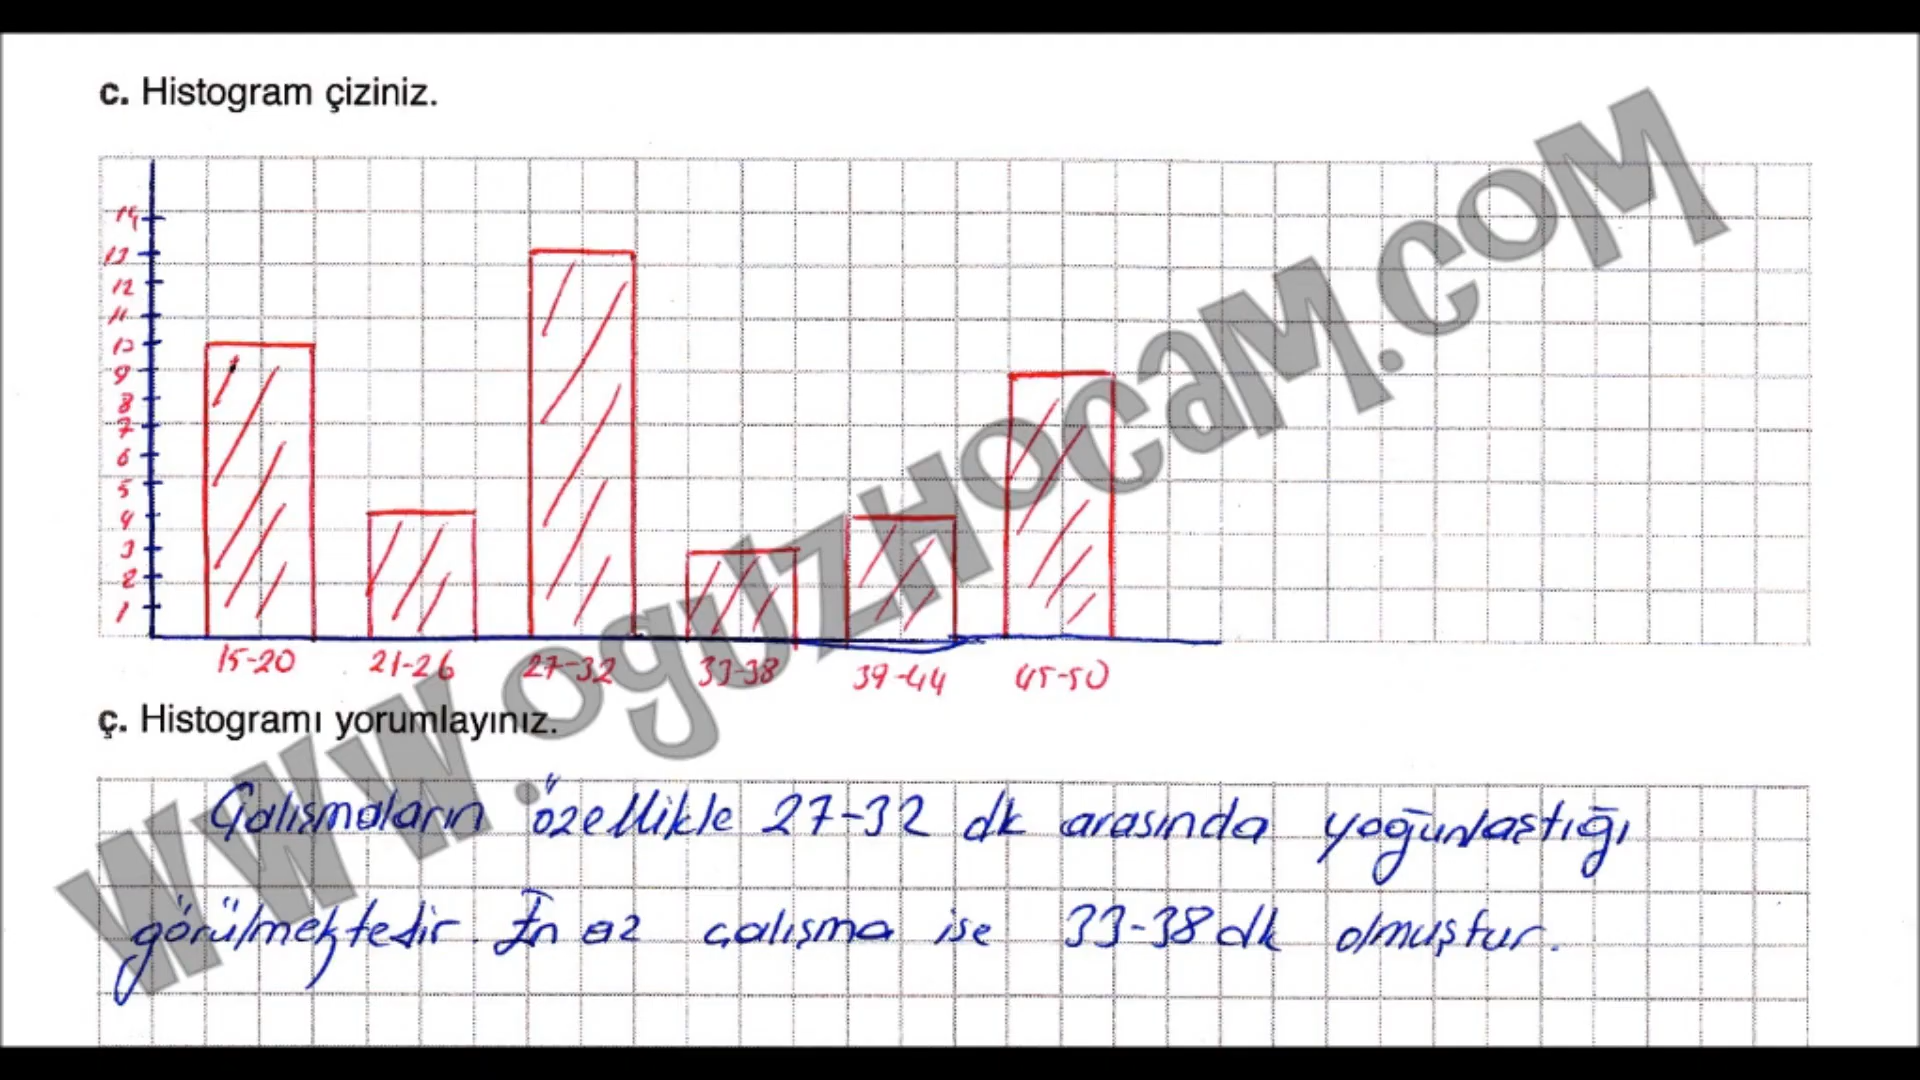 c. Histogram çiziniz.
14
13
12
11
10
9
8
7
6
5
4
3
2
1
15-20 21-26 27-32 33-38 39-44 45-50
ç. Histogramı yorumlayınız.
Çalışmaların özellikle 27-32 dk arasında yoğunlaştığı
görülmektedir. En az çalışma ise 33-38 dk olmuştur.
www.oguzhocam.com